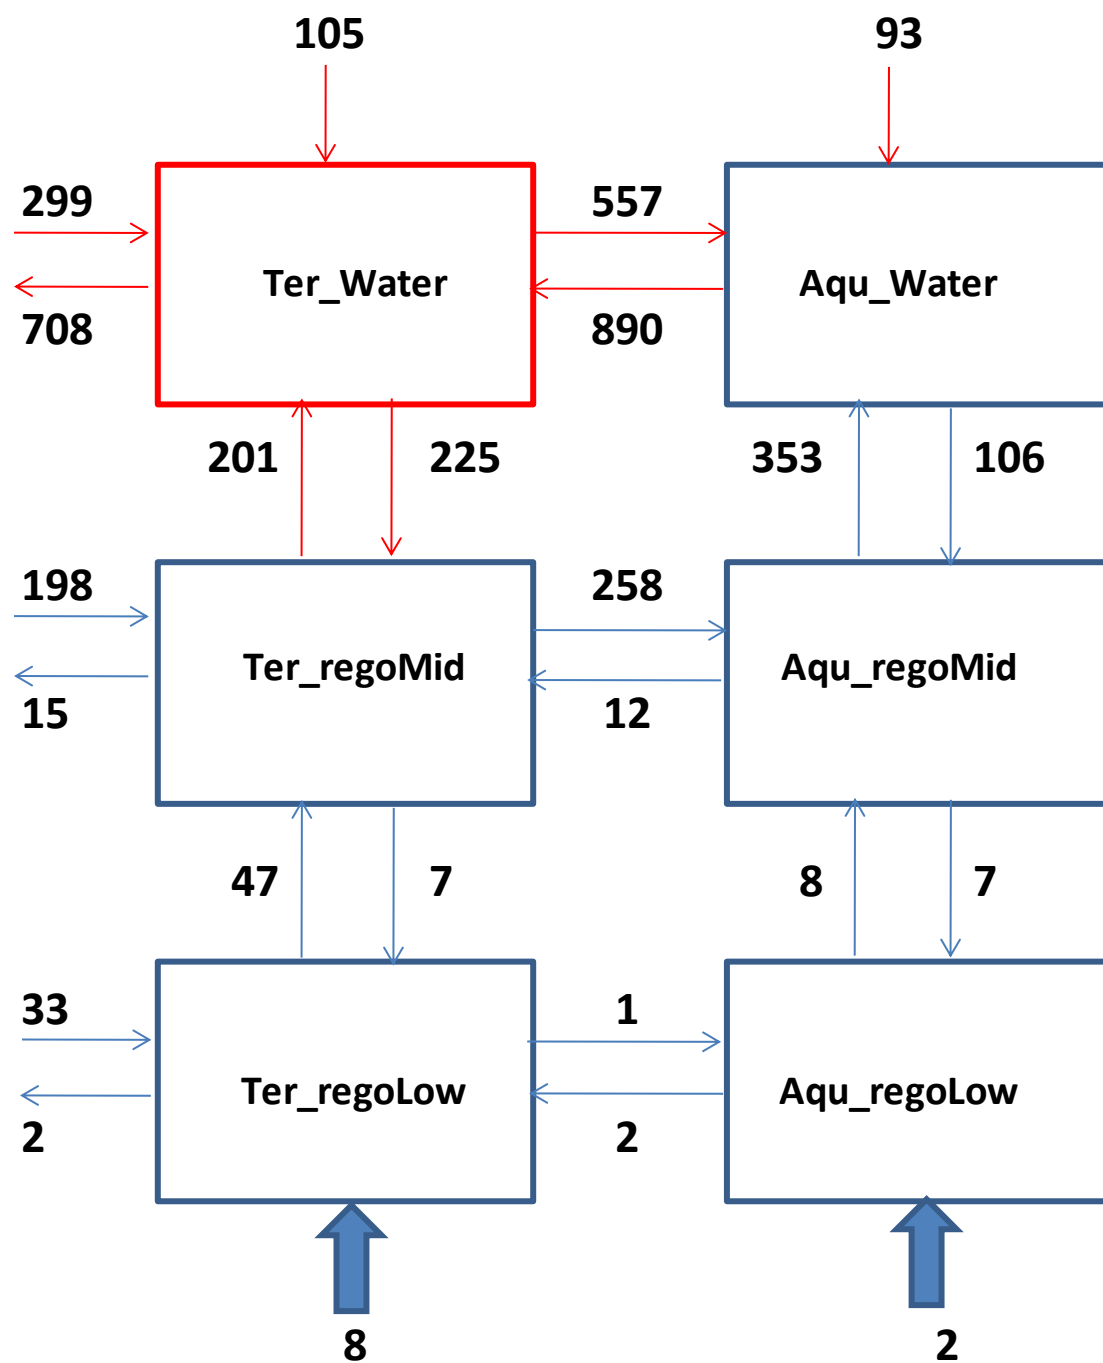 105 93
299 557
Ter_Water Aqu_Water
708 890
201 225 353 106
198 258
Ter_regoMid Aqu_regoMid
15 12
47 7 8 7
33 1
Ter_regoLow Aqu_regoLow
2 2
8 2